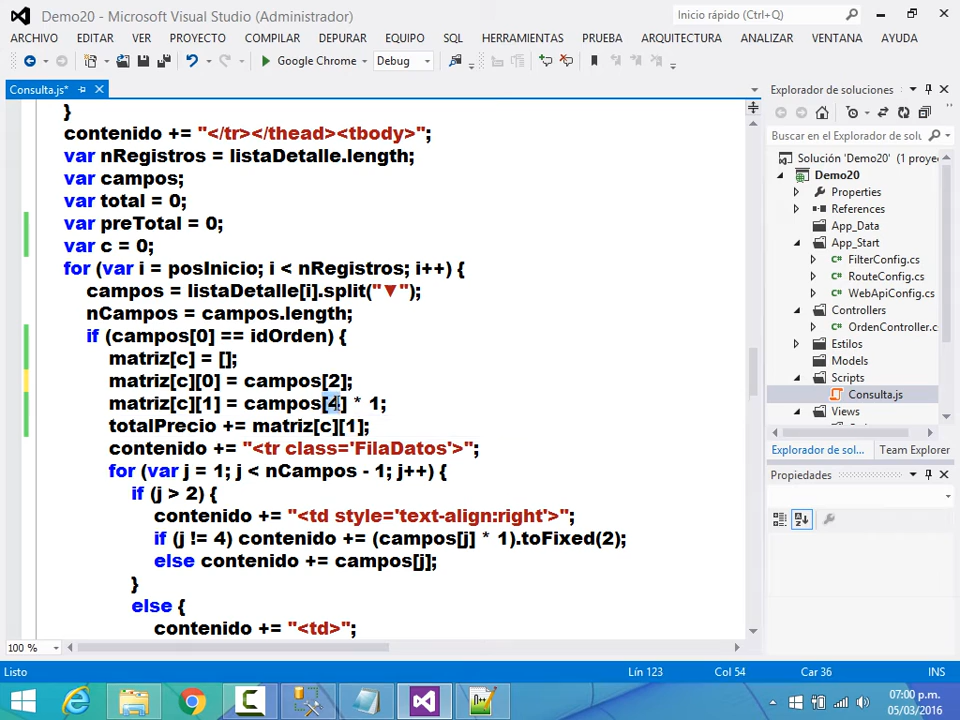 Demo20 - Microsoft Visual Studio (Administrador)
Inicio rápido (Ctrl+Q)
ARCHIVO EDITAR VER PROYECTO COMPILAR DEPURAR EQUIPO SQL HERRAMIENTAS PRUEBA ARQUITECTURA ANALIZAR VENTANA AYUDA
Google Chrome Debug
Consulta.js*
}
contenido += "</tr></thead><tbody>";
var nRegistros = listaDetalle.length;
var campos;
var total = 0;
var preTotal = 0;
var c = 0;
for (var i = posInicio; i < nRegistros; i++) {
campos = listaDetalle[i].split("▼");
nCampos = campos.length;
if (campos[0] == idOrden) {
matriz[c] = [];
matriz[c][0] = campos[2];
matriz[c][1] = campos[4] * 1;
totalPrecio += matriz[c][1];
contenido += "<tr class='FilaDatos'>";
for (var j = 1; j < nCampos - 1; j++) {
if (j > 2) {
contenido += "<td style='text-align:right'>";
if (j != 4) contenido += (campos[j] * 1).toFixed(2);
else contenido += campos[j];
}
else {
contenido += "<td>";
100 %
Explorador de soluciones
Buscar en el Explorador de solu
Solución 'Demo20' (1 proye
Demo20
Properties
References
App_Data
App_Start
FilterConfig.cs
RouteConfig.cs
WebApiConfig.cs
Controllers
OrdenController.c
Estilos
Models
Scripts
Consulta.js
Views
Explorador de sol... Team Explorer
Propiedades
Listo Lín 123 Col 54 Car 36 INS
07:00 p.m.
05/03/2016